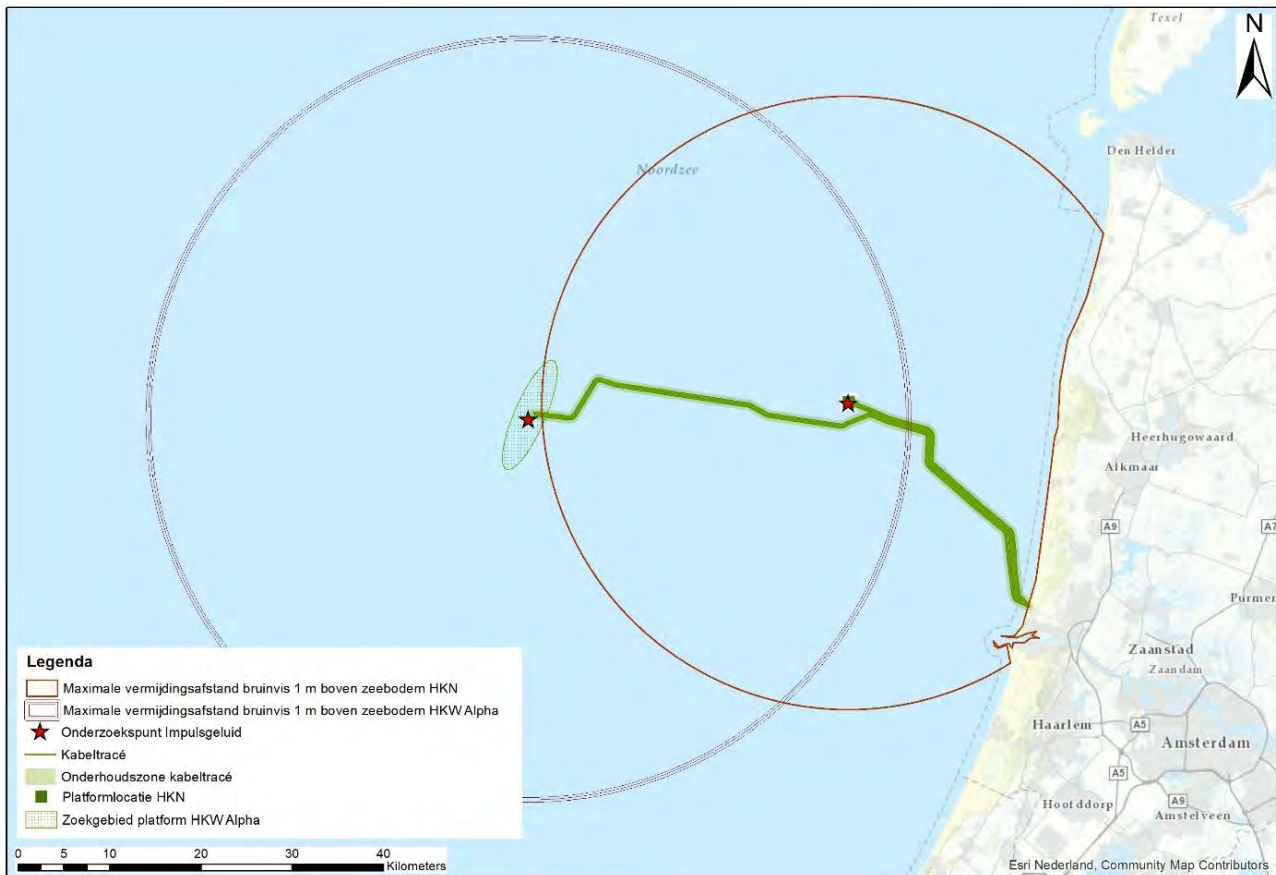 Texel
N
Den Helder
Noordzee
Heerhugowaard
Alkmaar
A9
A7
Purmer
Zaanstad
Zaandam
Haarlem
A5
Amsterdam
A5
A9
Hoofddorp
Amstelveen
Legenda
Maximale vermijdingsafstand bruinvis 1 m boven zeebodem HKN
Maximale vermijdingsafstand bruinvis 1 m boven zeebodem HKW Alpha
Onderzoekspunt Impulsgeluid
Kabeltracé
Onderhoudszone kabeltracé
Platformlocatie HKN
Zoekgebied platform HKW Alpha
0 5 10 20 30 40
Kilometers
Esri Nederland, Community Map Contributors